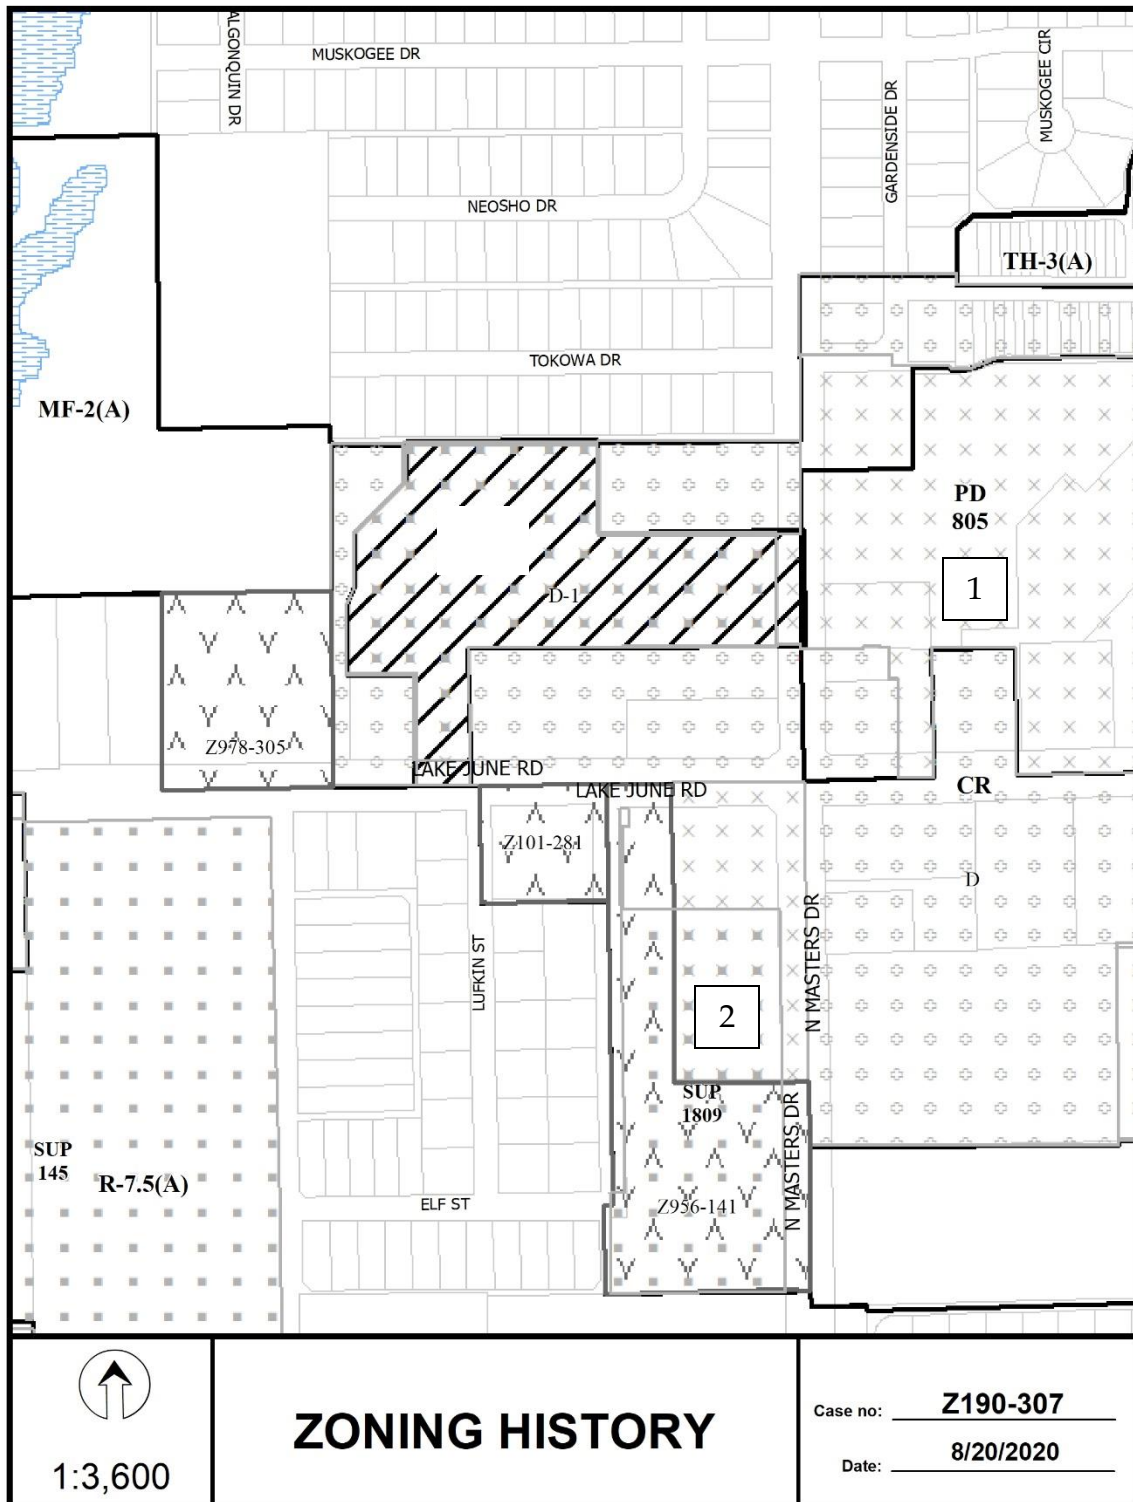 ALGONQUIN DR
MUSKOGEE DR
GARDENSIDE DR
MUSKOGEE CIR
NEOSHO DR
TH-3(A)
TOKOWA DR
MF-2(A)
PD
805
1
D-1
Z978-305
LAKE JUNE RD
LAKE JUNE RD
CR
Z101-281
D
LUFKIN ST
N MASTERS DR
2
SUP
1809
N MASTERS DR
SUP
145
R-7.5(A)
ELF ST
Z956-141
1:3,600
ZONING HISTORY
Case no: Z190-307
Date: 8/20/2020